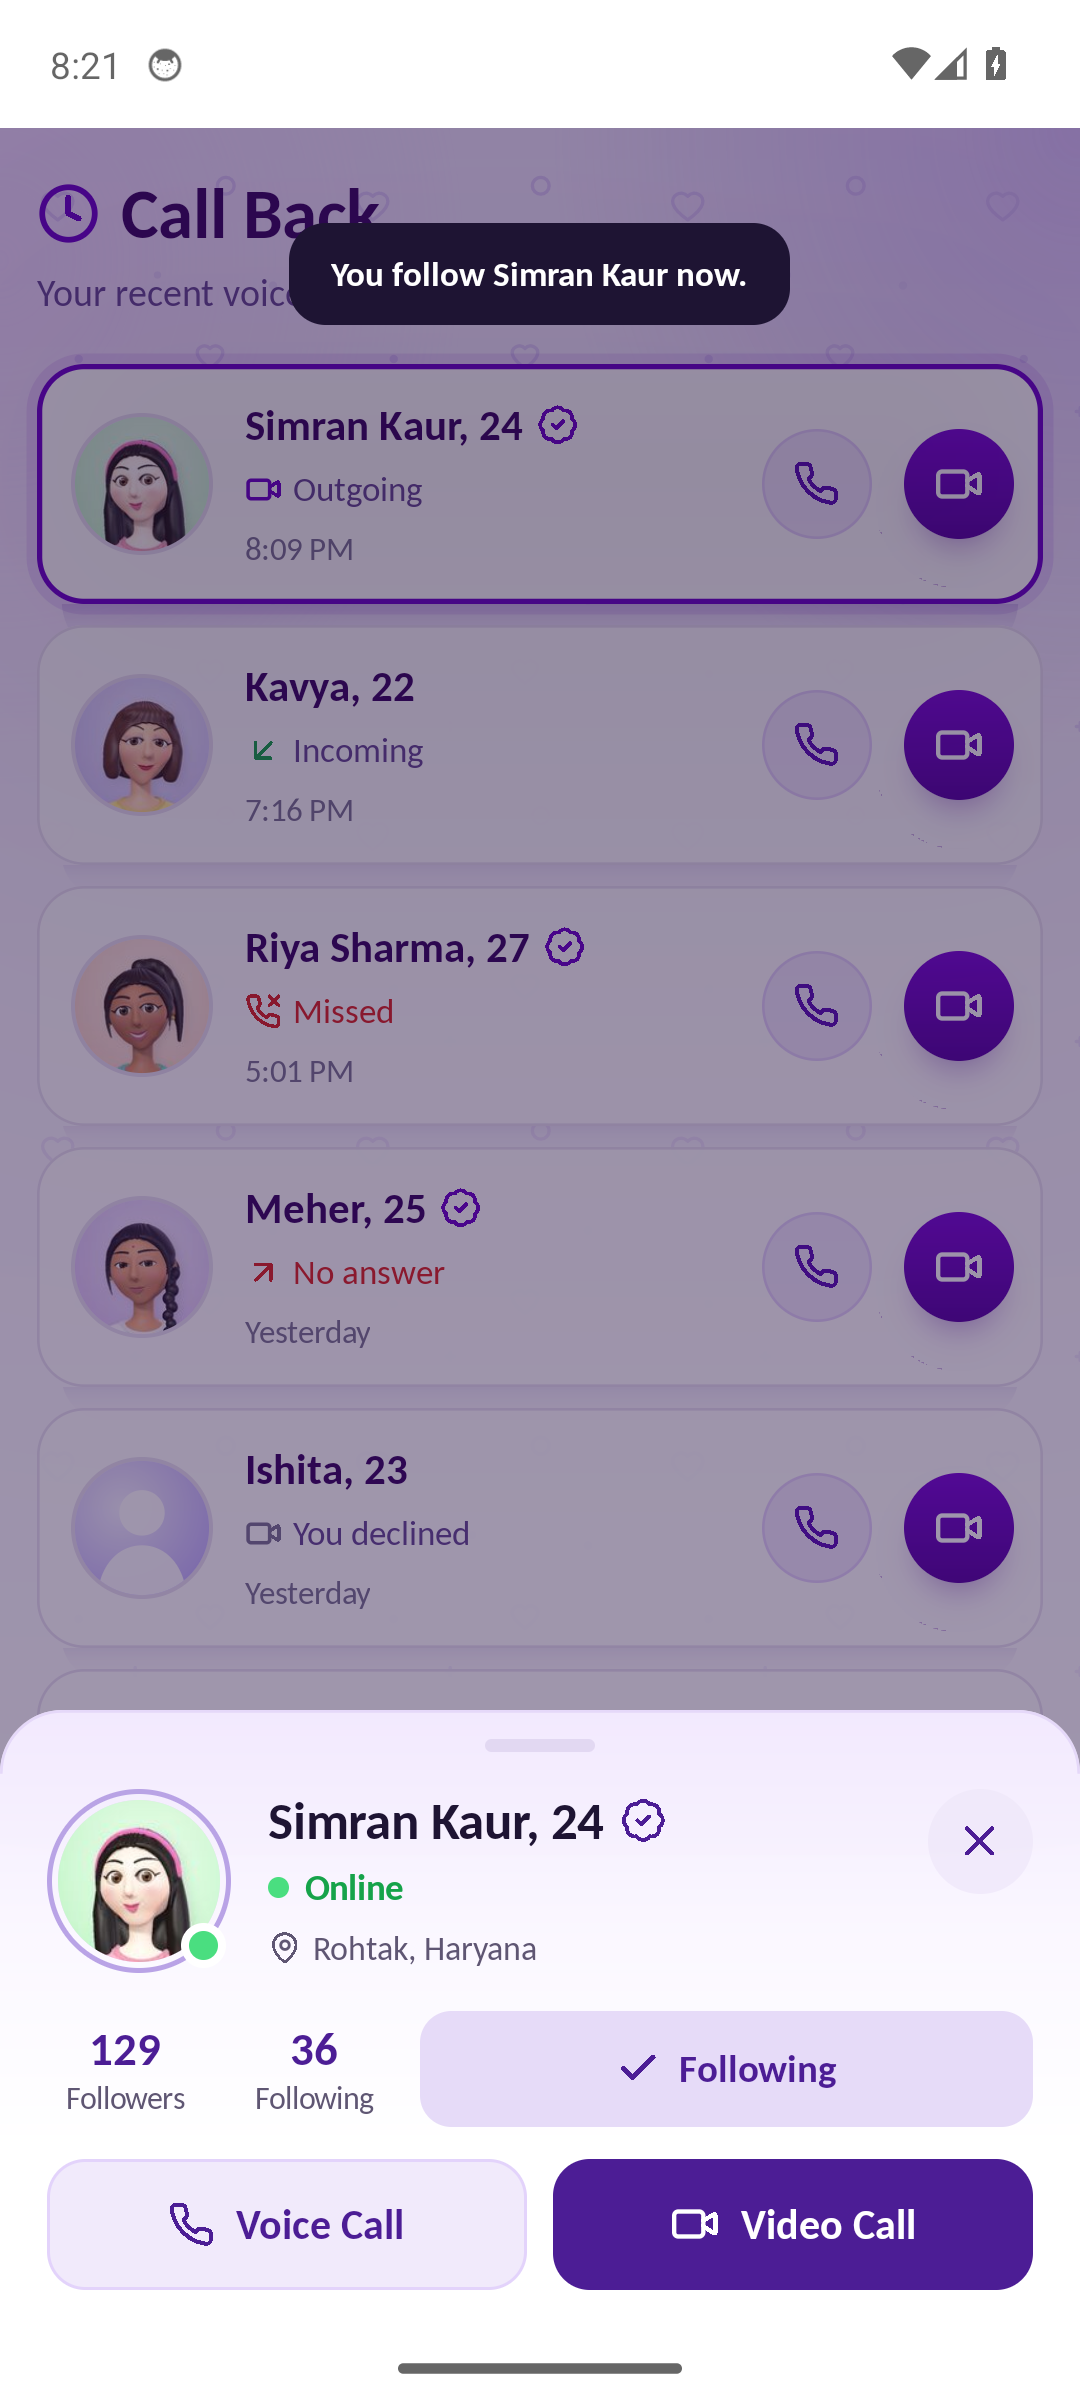 8:21
Call Back
Your recent voic
You follow Simran Kaur now.
Simran Kaur, 24
Outgoing
8:09 PM
Kavya, 22
Incoming
7:16 PM
Riya Sharma, 27
Missed
5:01 PM
Meher, 25
No answer
Yesterday
Ishita, 23
You declined
Yesterday
Simran Kaur, 24
Online
Rohtak, Haryana
129
Followers
36
Following
Following
Voice Call
Video Call